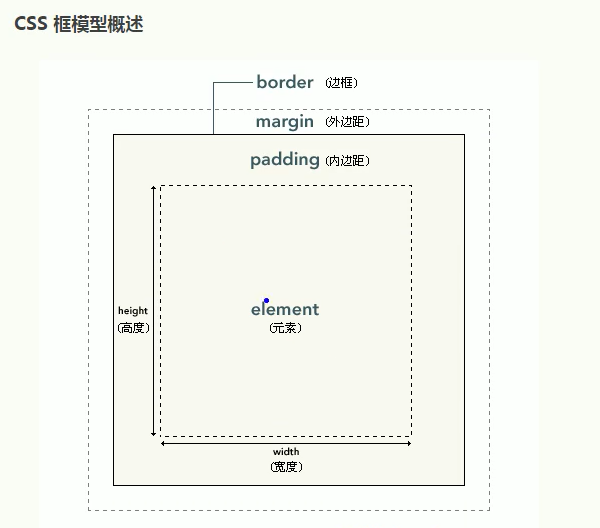 CSS 框模型概述
border (边框)
margin (外边距)
padding (内边距)
height
(高度)
element
(元素)
width
(宽度)